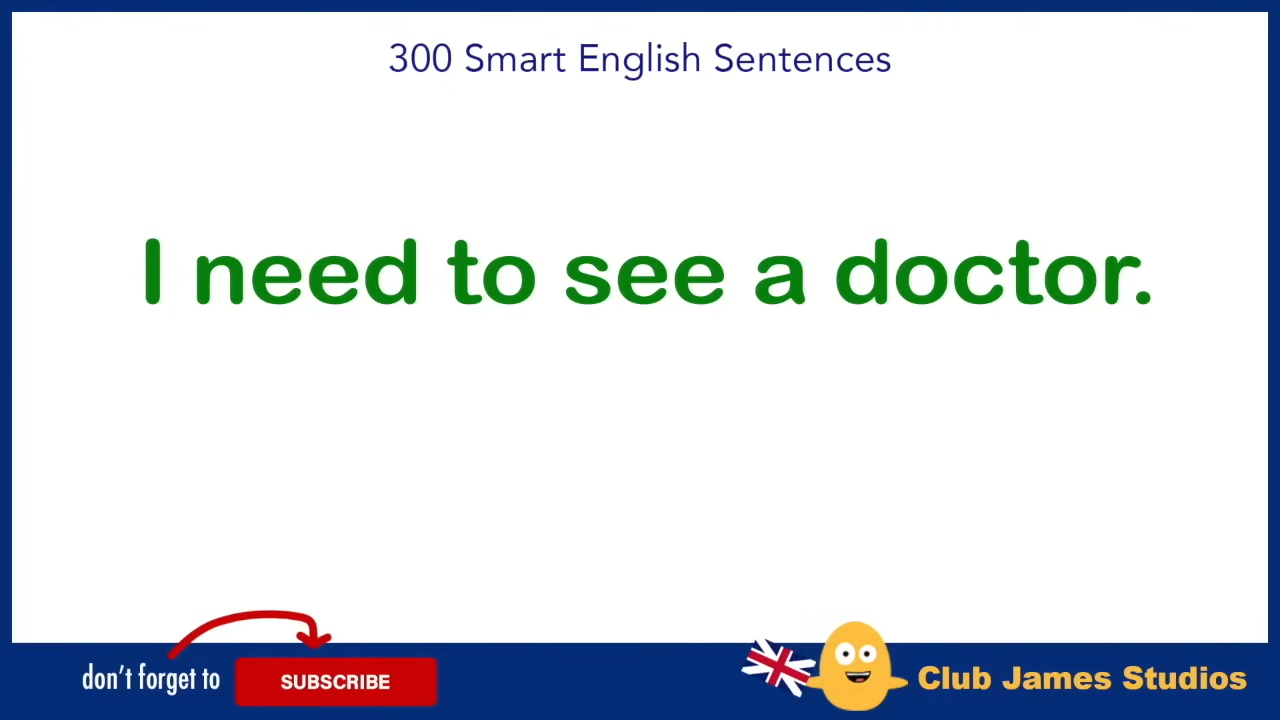 300 Smart English Sentences
I need to see a doctor.
don't forget to
SUBSCRIBE
Club James Studios